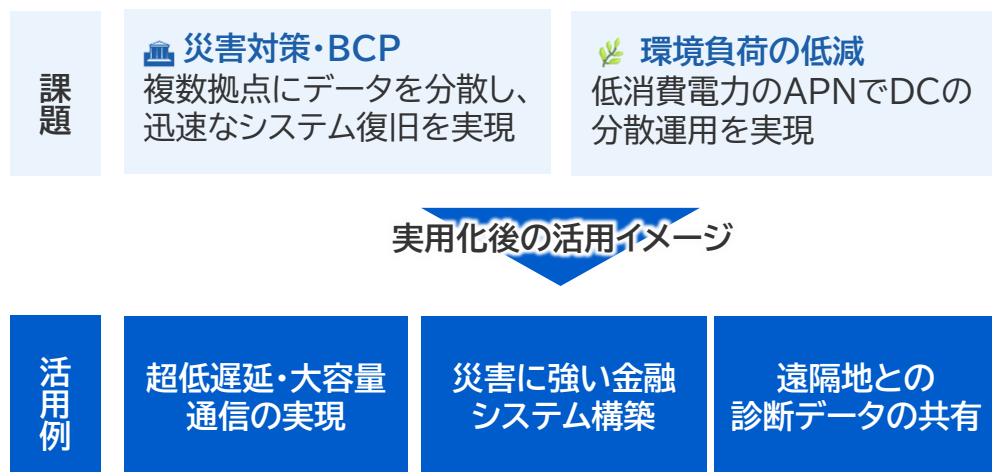 課題
災害対策・BCP
複数拠点にデータを分散し、
迅速なシステム復旧を実現
環境負荷の低減
低消費電力のAPNでDCの
分散運用を実現
実用化後の活用イメージ
活用例
超低遅延・大容量
通信の実現
災害に強い金融
システム構築
遠隔地との
診断データの共有